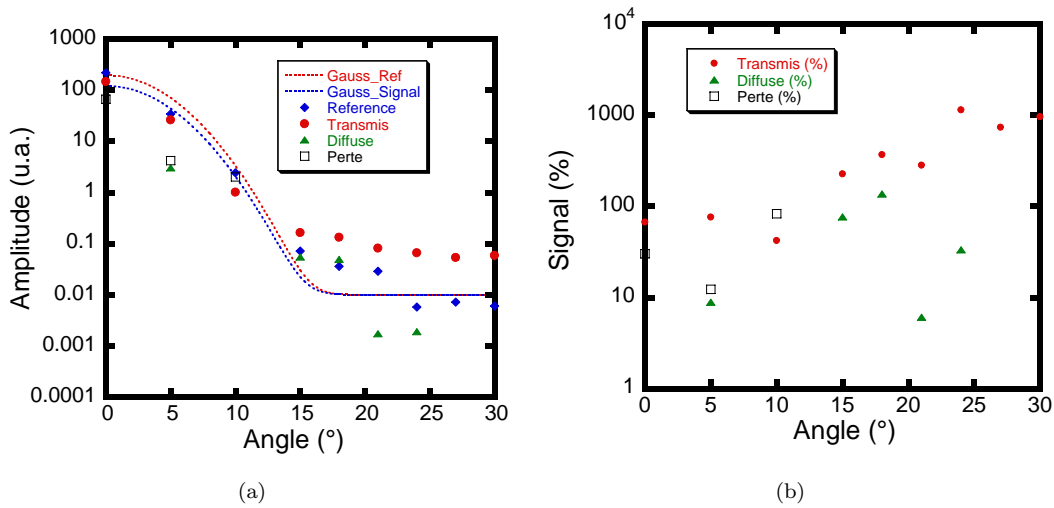 1000
100
10
1
0.1
0.01
0.001
0.0001
Amplitude (u.a.)
Gauss_Ref
Gauss_Signal
Reference
Transmis
Diffuse
Perte
0 5 10 15 20 25 30
Angle (°)
(a)
10^4
1000
100
10
1
Signal (%)
Transmis (%)
Diffuse (%)
Perte (%)
0 5 10 15 20 25 30
Angle (°)
(b)